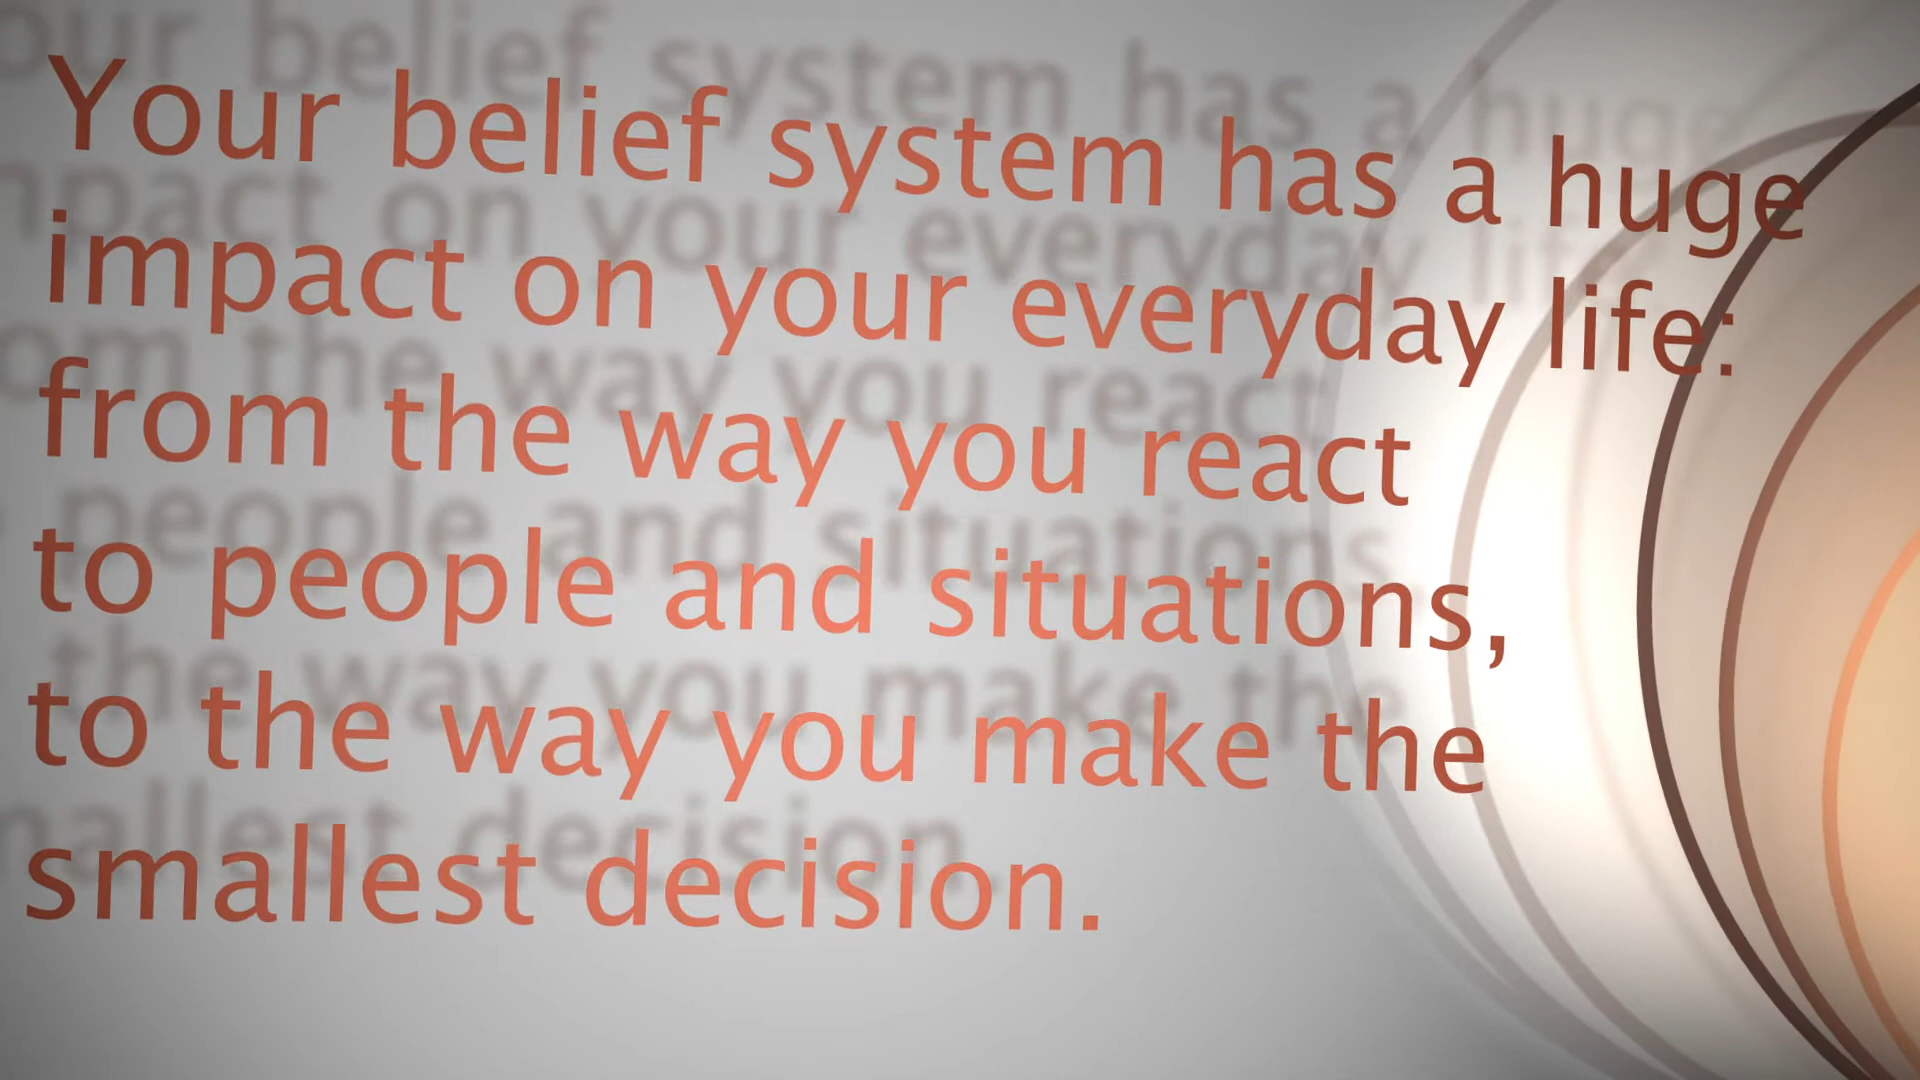 Your belief system has a huge
impact on your everyday life:
from the way you react
to people and situations,
to the way you make the
smallest decision.